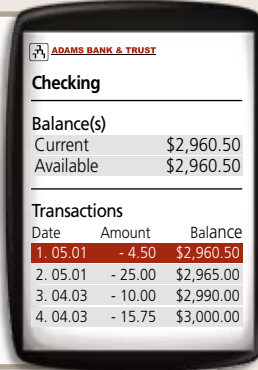 ADAMS BANK & TRUST
Checking
Balance(s)
Current $2,960.50
Available $2,960.50
Transactions
Date Amount Balance
1. 05.01 - 4.50 $2,960.50
2. 05.01 - 25.00 $2,965.00
3. 04.03 - 10.00 $2,990.00
4. 04.03 - 15.75 $3,000.00